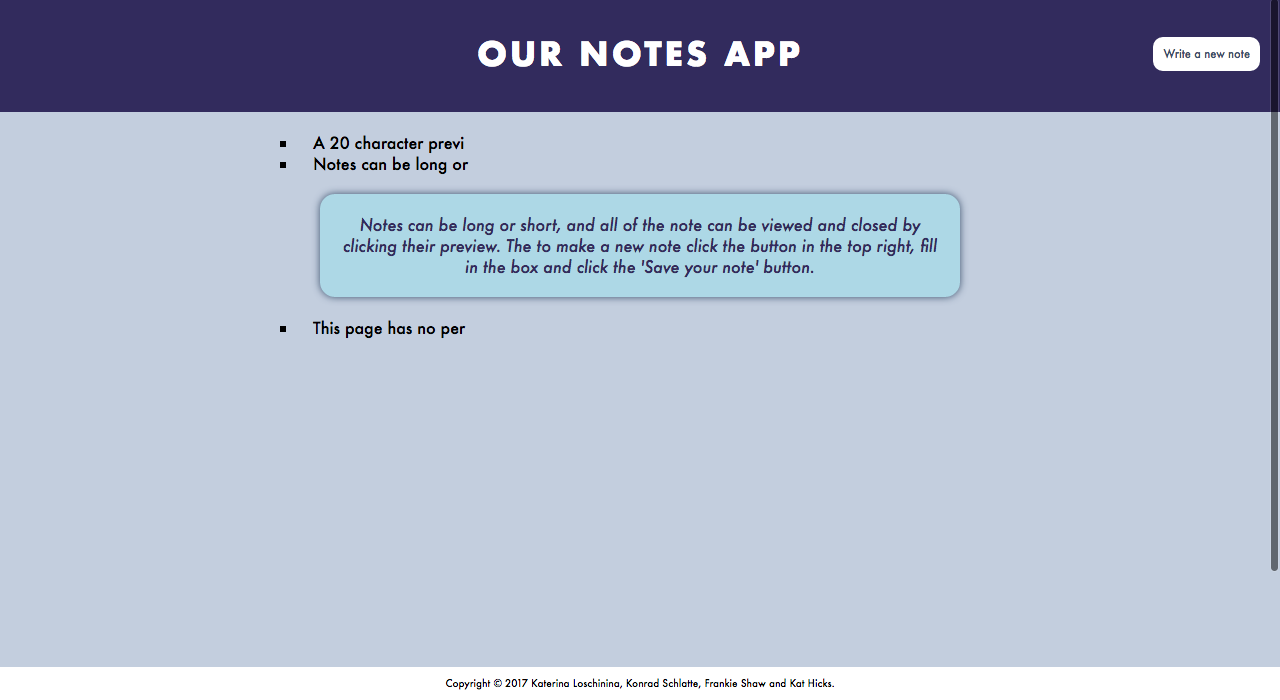 OUR NOTES APP
Write a new note
A 20 character previ
Notes can be long or
Notes can be long or short, and all of the note can be viewed and closed by
clicking their preview. The to make a new note click the button in the top right, fill
in the box and click the 'Save your note' button.
This page has no per
Copyright © 2017 Katerina Loschinina, Konrad Schlatte, Frankie Shaw and Kat Hicks.